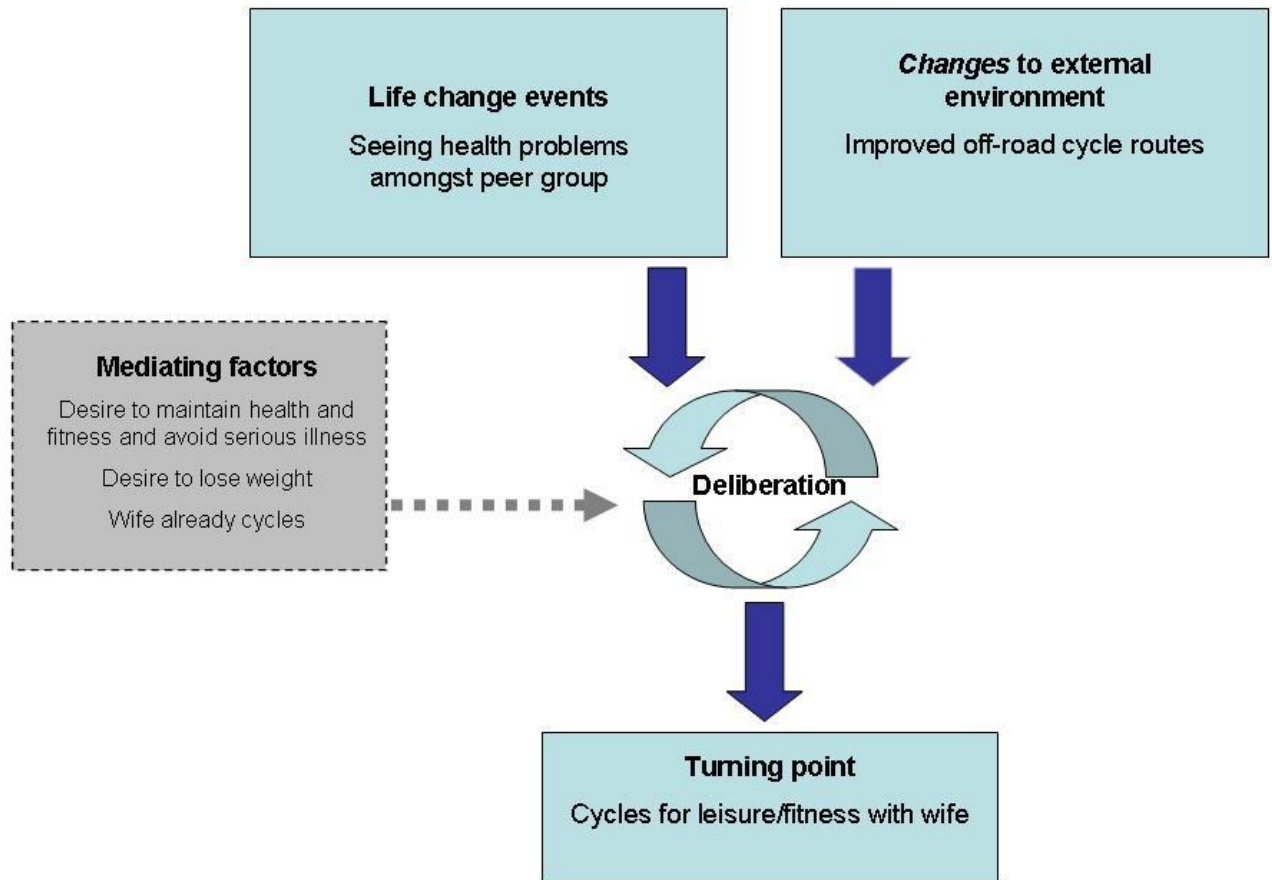 Life change events
Seeing health problems
amongst peer group
Changes to external
environment
Improved off-road cycle routes
Mediating factors
Desire to maintain health and
fitness and avoid serious illness
Desire to lose weight
Wife already cycles
Deliberation
Turning point
Cycles for leisure/fitness with wife